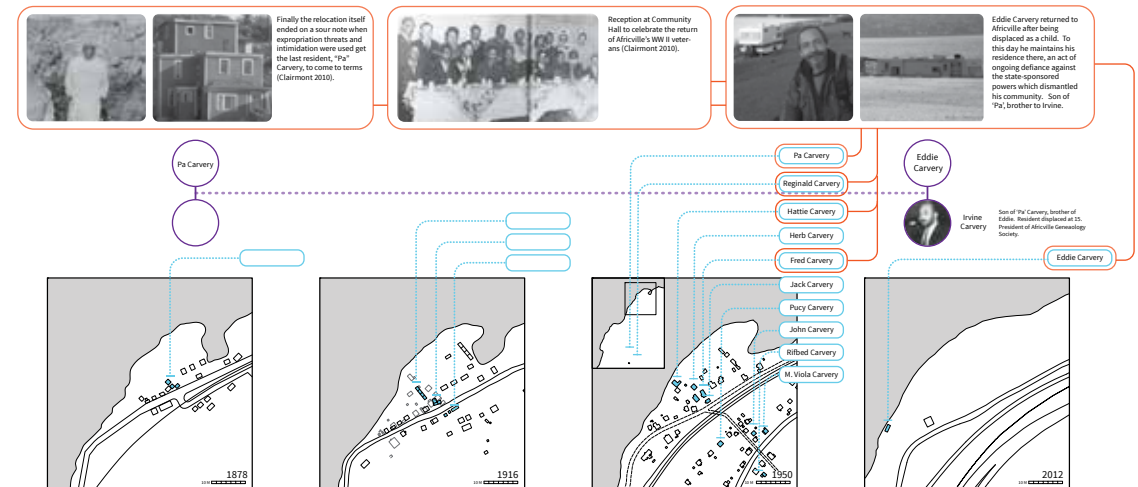 Finally the relocation itself
ended on a sour note when
expropriation threats and
intimidation were used get
the last resident, “Pa”
Carvery, to come to terms
(Clairmont 2010).
Reception at Community
Hall to celebrate the return
of Africville's WW II veter-
ans (Clairmont 2010).
Eddie Carvery returned to
Africville after being
displaced as a child. To
this day he maintains his
residence there, an act of
ongoing defiance against
the state-sponsored
powers which dismantled
his community. Son of
'Pa', brother to Irvine.
Pa Carvery
Eddie
Carvery
Irvine
Carvery
Son of 'Pa' Carvery, brother of
Eddie. Resident displaced at 15.
President of Africville Geneaology
Society.
Pa Carvery
Reginald Carvery
Hattie Carvery
Herb Carvery
Fred Carvery
Jack Carvery
Pucy Carvery
John Carvery
Rifbed Carvery
M. Viola Carvery
Eddie Carvery
1878
1916
1950
2012